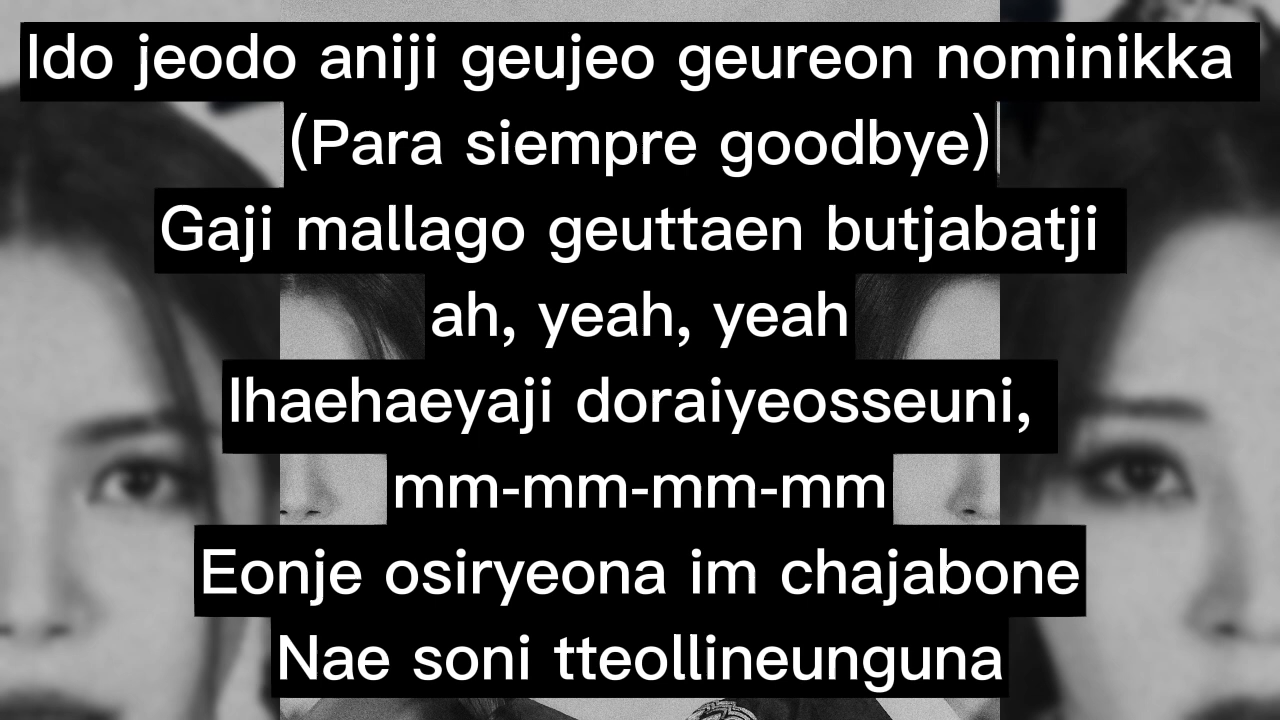 Ido jeodo aniji geujeo geureon nominikka
(Para siempre goodbye)
Gaji mallago geuttaen butjabatji
ah, yeah, yeah
Ihaehaeyaji doraiyeosseuni,
mm-mm-mm-mm
Eonje osiryeona im chajabone
Nae soni tteollineunguna